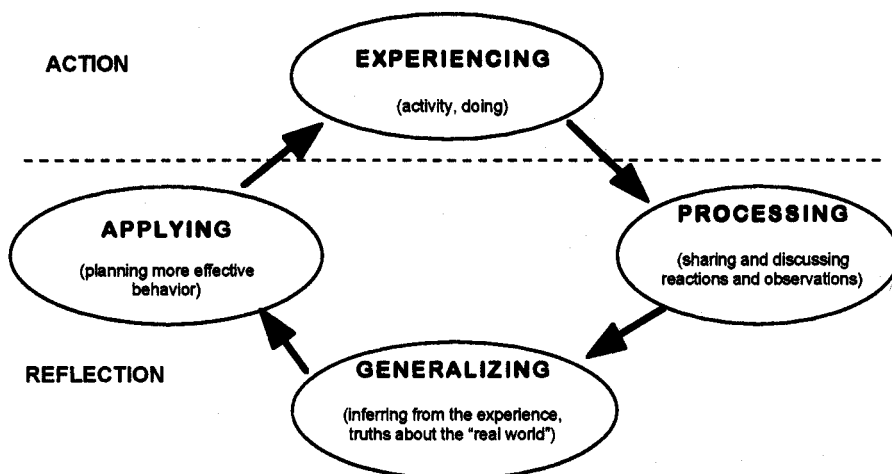 ACTION
EXPERIENCING
(activity, doing)
APPLYING
(planning more effective
behavior)
PROCESSING
(sharing and discussing
reactions and observations)
REFLECTION
GENERALIZING
(inferring from the experience,
truths about the "real world")